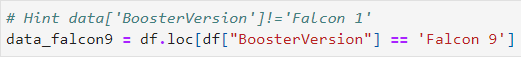 # Hint data['BoosterVersion']!='Falcon 1'
data_falcon9 = df.loc[df["BoosterVersion"] == 'Falcon 9']